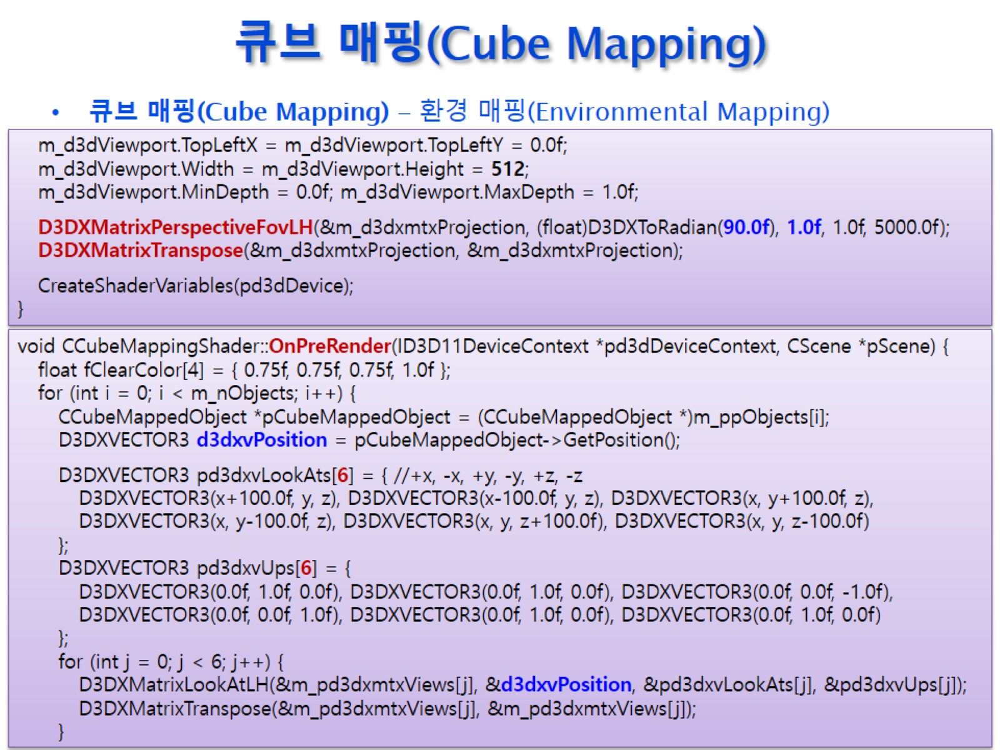 큐브 매핑(Cube Mapping)
• 큐브 매핑(Cube Mapping) – 환경 매핑(Environmental Mapping)
m_d3dViewport.TopLeftX = m_d3dViewport.TopLeftY = 0.0f;
m_d3dViewport.Width = m_d3dViewport.Height = 512;
m_d3dViewport.MinDepth = 0.0f; m_d3dViewport.MaxDepth = 1.0f;
D3DXMatrixPerspectiveFovLH(&m_d3dxmtxProjection, (float)D3DXToRadian(90.0f), 1.0f, 1.0f, 5000.0f);
D3DXMatrixTranspose(&m_d3dxmtxProjection, &m_d3dxmtxProjection);
CreateShaderVariables(pd3dDevice);
}
void CCubeMappingShader::OnPreRender(ID3D11DeviceContext *pd3dDeviceContext, CScene *pScene) {
float fClearColor[4] = { 0.75f, 0.75f, 0.75f, 1.0f };
for (int i = 0; i < m_nObjects; i++) {
CCubeMappedObject *pCubeMappedObject = (CCubeMappedObject *)m_ppObjects[i];
D3DXVECTOR3 d3dxvPosition = pCubeMappedObject->GetPosition();
D3DXVECTOR3 pd3dxvLookAts[6] = { //+x, -x, +y, -y, +z, -z
D3DXVECTOR3(x+100.0f, y, z), D3DXVECTOR3(x-100.0f, y, z), D3DXVECTOR3(x, y+100.0f, z),
D3DXVECTOR3(x, y-100.0f, z), D3DXVECTOR3(x, y, z+100.0f), D3DXVECTOR3(x, y, z-100.0f)
};
D3DXVECTOR3 pd3dxvUps[6] = {
D3DXVECTOR3(0.0f, 1.0f, 0.0f), D3DXVECTOR3(0.0f, 1.0f, 0.0f), D3DXVECTOR3(0.0f, 0.0f, -1.0f),
D3DXVECTOR3(0.0f, 0.0f, 1.0f), D3DXVECTOR3(0.0f, 1.0f, 0.0f), D3DXVECTOR3(0.0f, 1.0f, 0.0f)
};
for (int j = 0; j < 6; j++) {
D3DXMatrixLookAtLH(&m_pd3dxmtxViews[j], &d3dxvPosition, &pd3dxvLookAts[j], &pd3dxvUps[j]);
D3DXMatrixTranspose(&m_pd3dxmtxViews[j], &m_pd3dxmtxViews[j]);
}